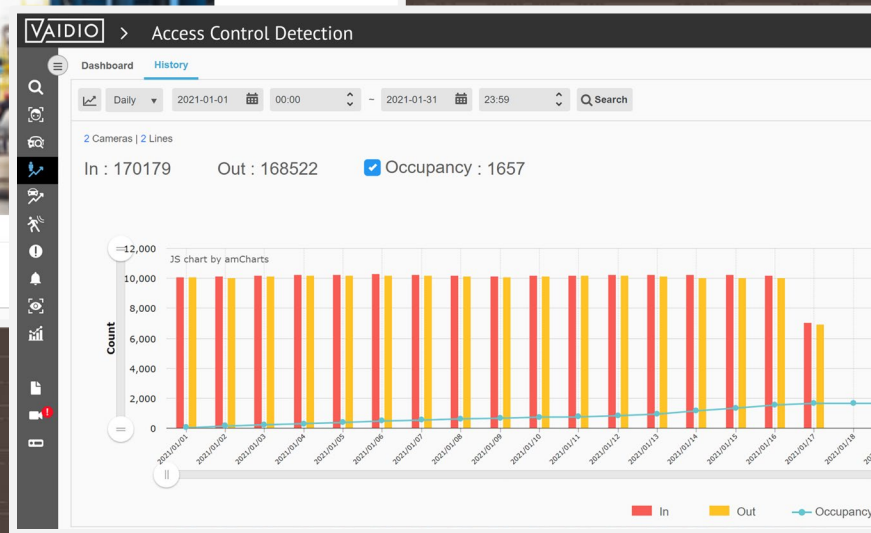 VAIDIO > Access Control Detection
Dashboard History
Daily 2021-01-01 00:00 ~ 2021-01-31 23:59 Search
2 Cameras | 2 Lines
In : 170179 Out : 168522 Occupancy : 1657
JS chart by amCharts
12,000
10,000
8,000
6,000
4,000
2,000
0
Count
2021/01/01 2021/01/02 2021/01/03 2021/01/04 2021/01/05 2021/01/06 2021/01/07 2021/01/08 2021/01/09 2021/01/10 2021/01/11 2021/01/12 2021/01/13 2021/01/14 2021/01/15 2021/01/16 2021/01/17 2021/01/18
In Out Occupancy